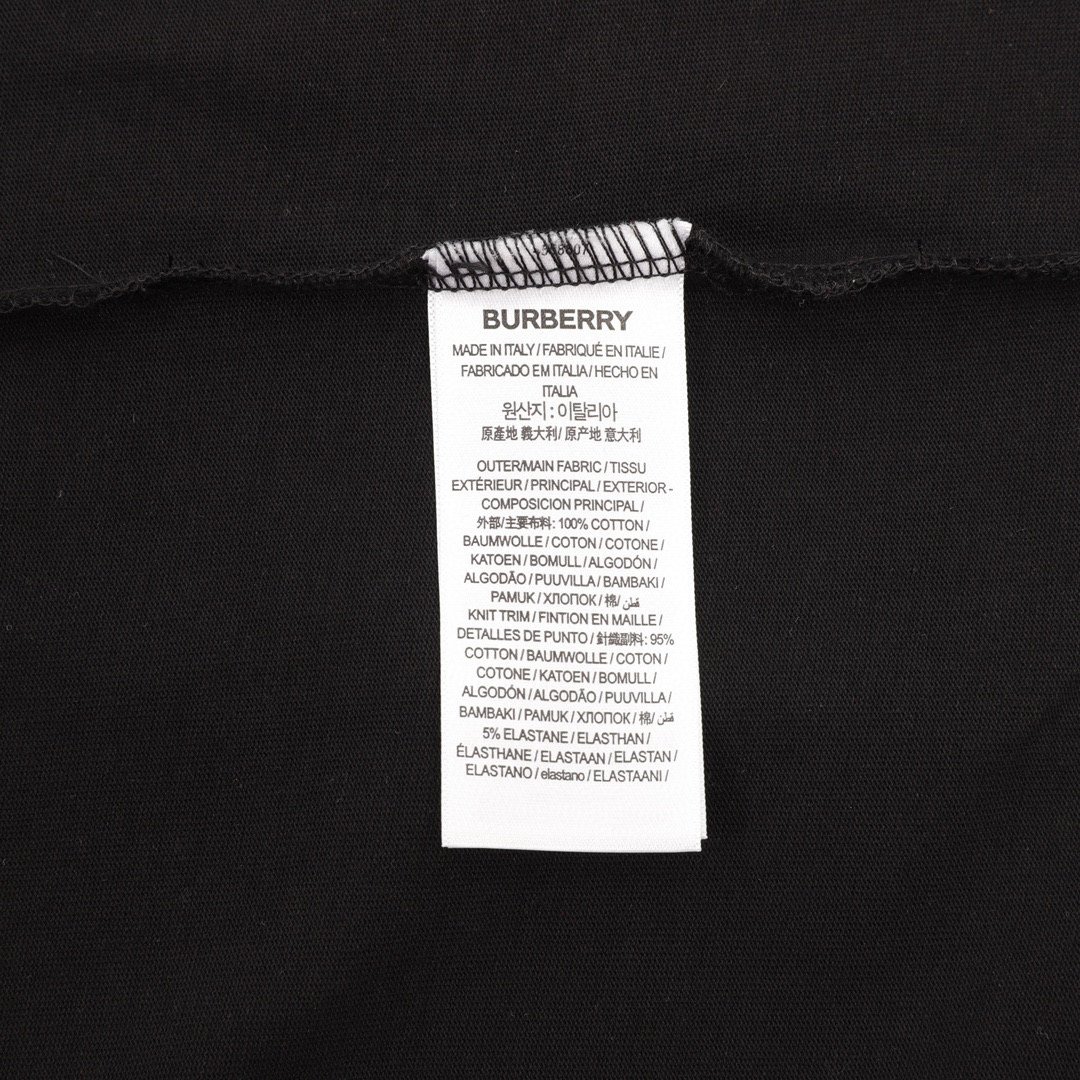 BURBERRY
MADE IN ITALY / FABRIQUÉ EN ITALIE /
FABRICADO EM ITALIA / HECHO EN
ITALIA
원산지 : 이탈리아
原產地 義大利 / 原产地 意大利
OUTER/MAIN FABRIC / TISSU
EXTÉRIEUR / PRINCIPAL / EXTERIOR -
COMPOSICION PRINCIPAL /
外部/主要布料: 100% COTTON /
BAUMWOLLE / COTON / COTONE /
KATOEN / BOMULL / ALGODÓN /
ALGODÃO / PUUVILLA / BAMBAKI /
PAMUK / ХЛОПОК / 棉/ قطن /
KNIT TRIM / FINTION EN MAILLE /
DETALLES DE PUNTO / 針織副料: 95%
COTTON / BAUMWOLLE / COTON /
COTONE / KATOEN / BOMULL /
ALGODÓN / ALGODÃO / PUUVILLA /
BAMBAKI / PAMUK / ХЛОПОК / 棉/ قطن /
5% ELASTANE / ELASTHAN /
ÉLASTHANE / ELASTAAN / ELASTAN /
ELASTANO / elastano / ELASTAANI /